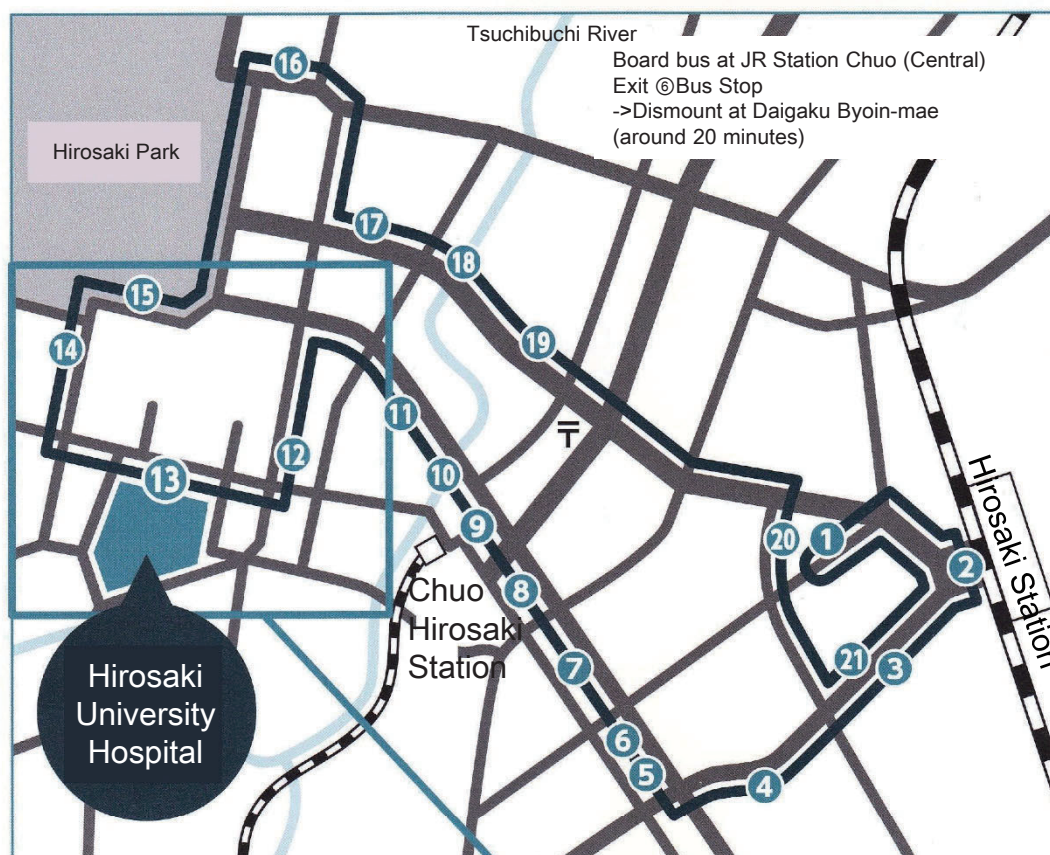 Tsuchibuchi River
Board bus at JR Station Chuo (Central)
Exit ⑥Bus Stop
->Dismount at Daigaku Byoin-mae
(around 20 minutes)
16
Hirosaki Park
17
18
15
19
14
11
〒
12
10
13
9
20
1
2
Hirosaki Station
8
Chuo
Hirosaki
Station
7
21
3
Hirosaki
University
Hospital
6
5
4